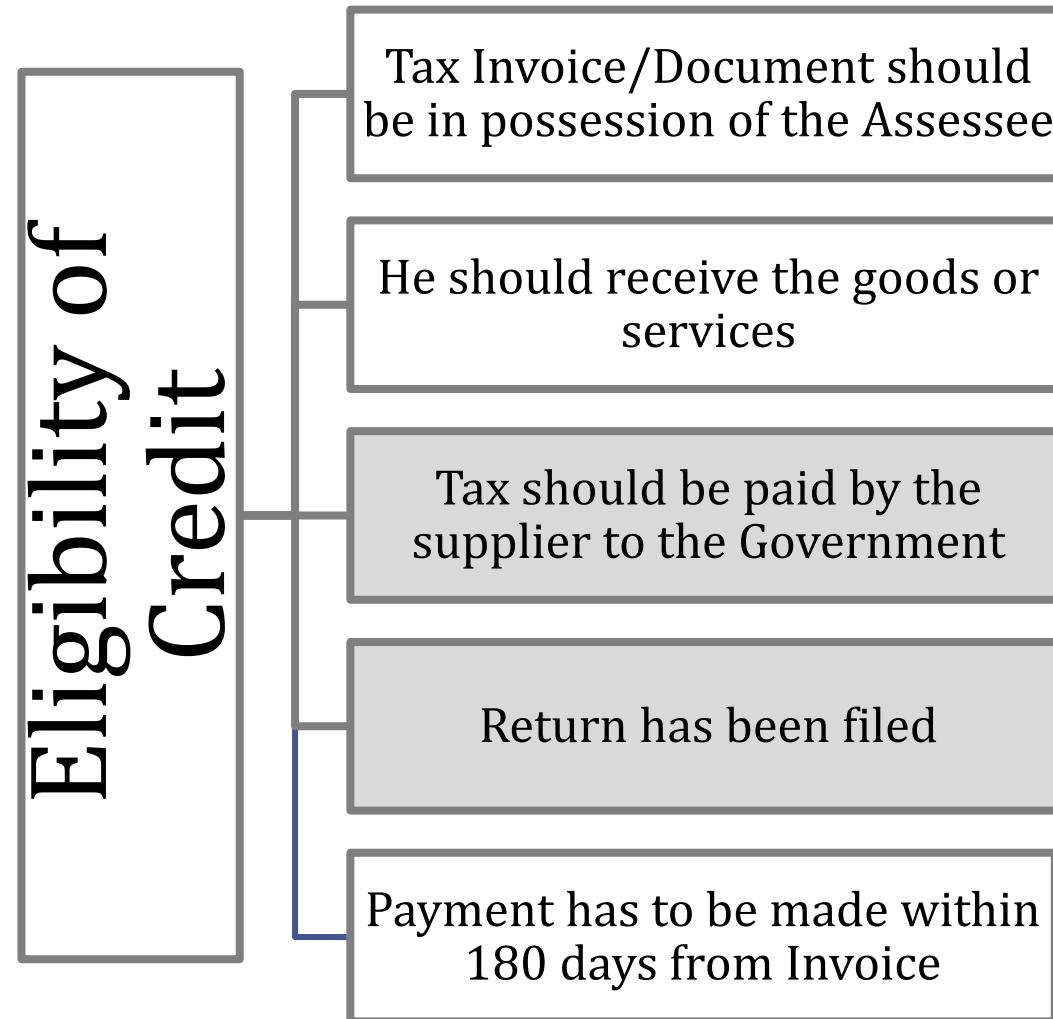 Eligibility of
Credit
Tax Invoice/Document should
be in possession of the Assessee
He should receive the goods or
services
Tax should be paid by the
supplier to the Government
Return has been filed
Payment has to be made within
180 days from Invoice